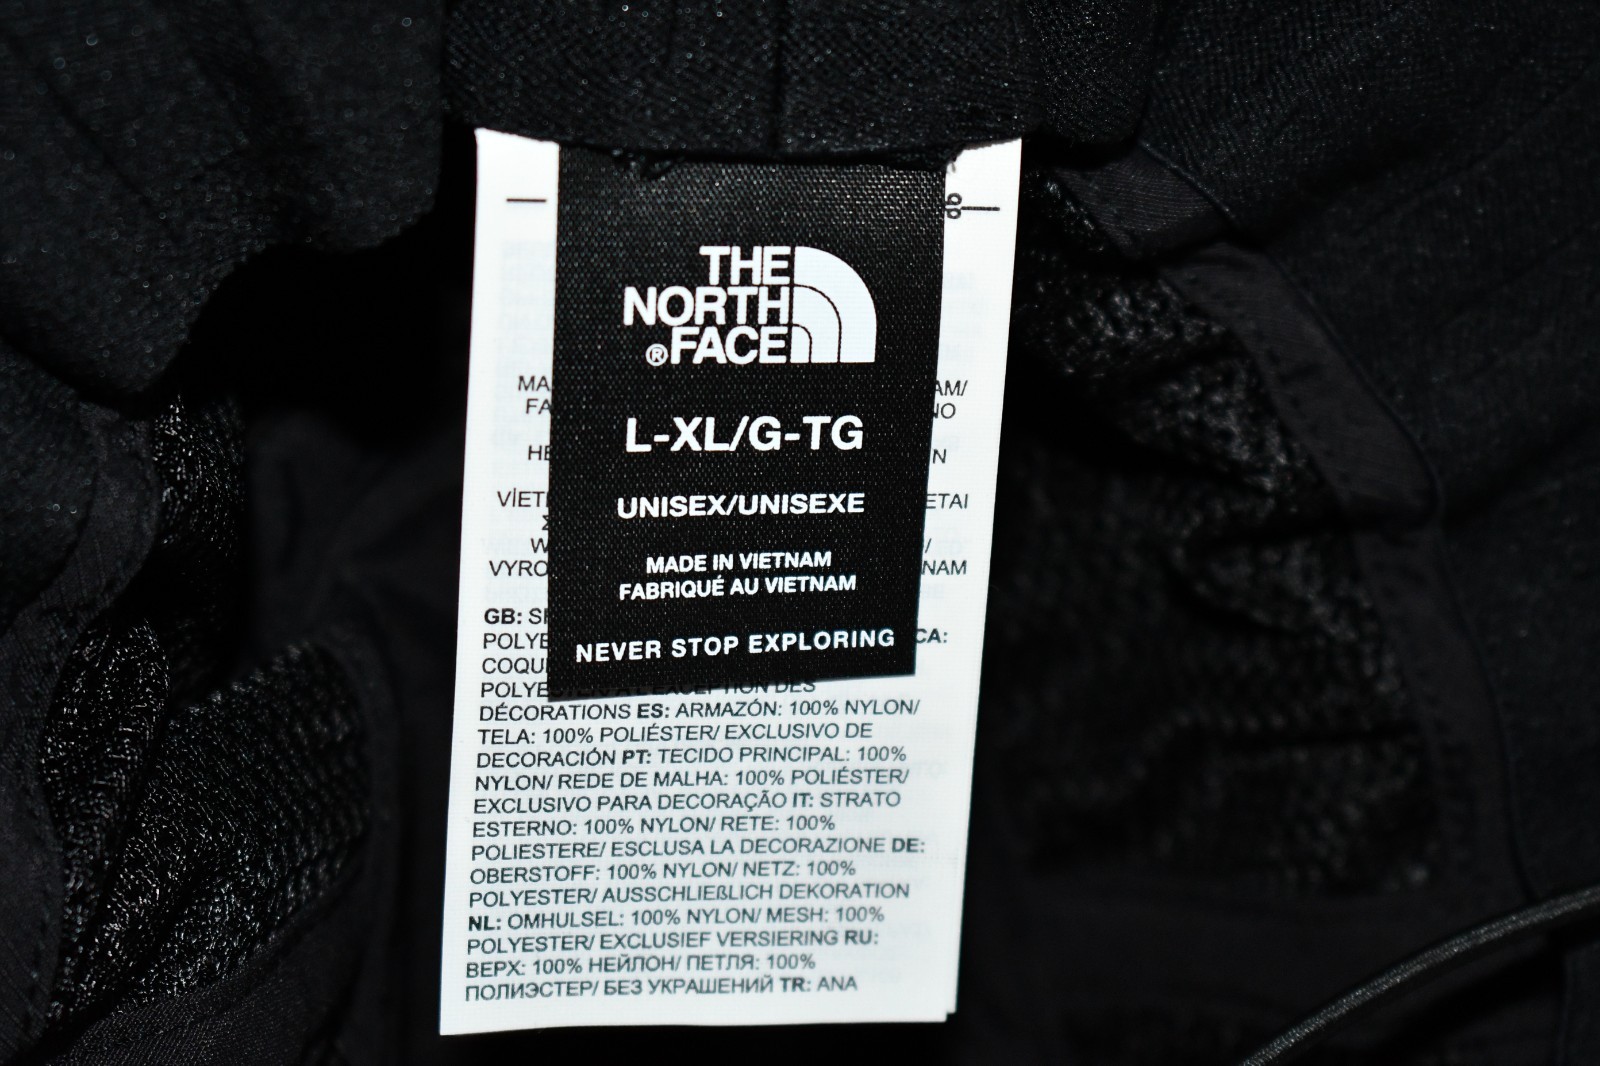 THE
NORTH
®FACE
L-XL/G-TG
UNISEX/UNISEXE
MADE IN VIETNAM
FABRIQUÉ AU VIETNAM
NEVER STOP EXPLORING
GB:
DÉCORATIONS ES: ARMAZÓN: 100% NYLON/
TELA: 100% POLIÉSTER/ EXCLUSIVO DE
DECORACIÓN PT: TECIDO PRINCIPAL: 100%
NYLON/ REDE DE MALHA: 100% POLIÉSTER/
EXCLUSIVO PARA DECORAÇÃO IT: STRATO
ESTERNO: 100% NYLON/ RETE: 100%
POLIESTERE/ ESCLUSA LA DECORAZIONE DE:
OBERSTOFF: 100% NYLON/ NETZ: 100%
POLYESTER/ AUSSCHLIEßLICH DEKORATION
NL: OMHULSEL: 100% NYLON/ MESH: 100%
POLYESTER/ EXCLUSIEF VERSIERING RU:
ВЕРХ: 100% НЕЙЛОН/ ПЕТЛЯ: 100%
ПОЛИЭСТЕР/ БЕЗ УКРАШЕНИЙ TR: ANA